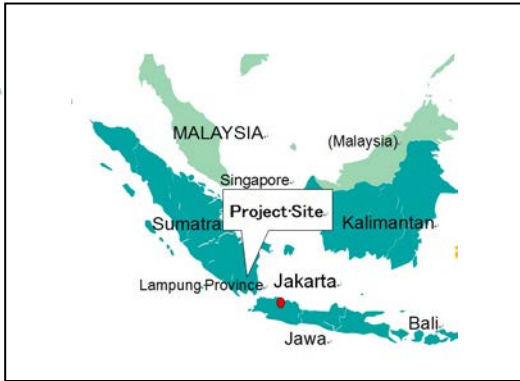 MALAYSIA
(Malaysia)
Singapore
Project·Site
Sumatra
Kalimantan
Lampung·Province
Jakarta
Bali
Jawa